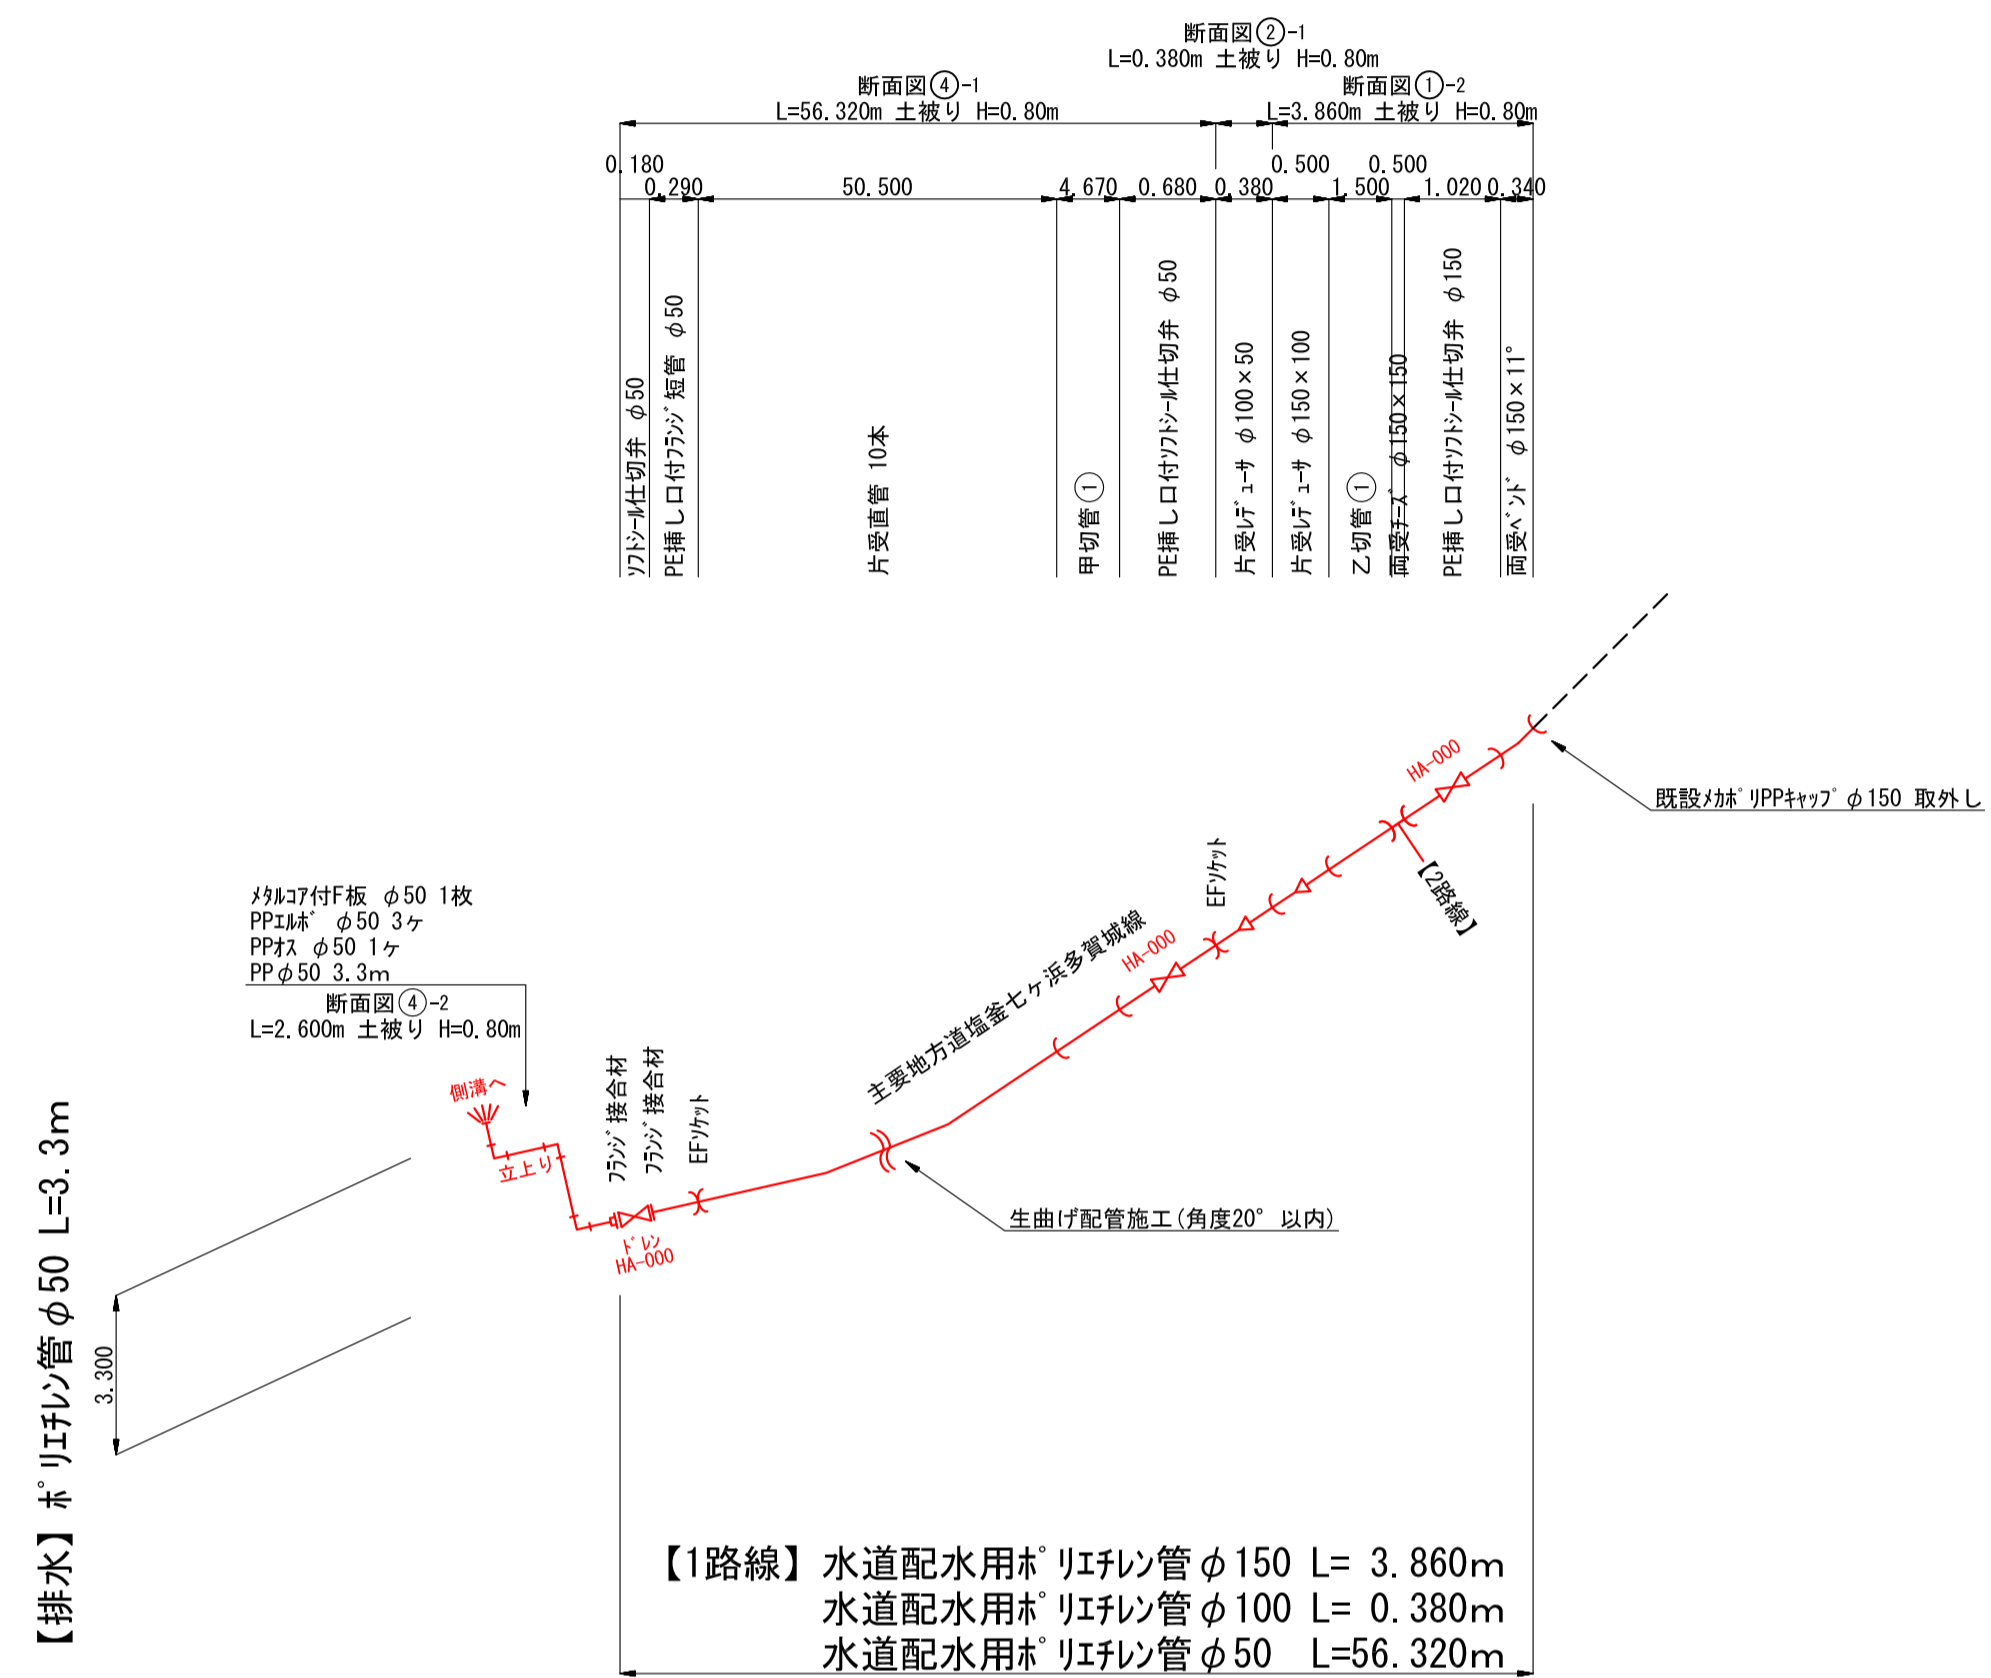 断面図②-1
L=0.380m 土被り H=0.80m
断面図④-1
L=56.320m 土被り H=0.80m
断面図①-2
L=3.860m 土被り H=0.80m
0.180
0.290
50.500
4.670
0.680
0.380
0.500
1.500
0.500
1.020
0.340
ｿﾌﾄｼｰﾙ仕切弁 φ50
PE挿し口付ﾌﾗﾝｼﾞ短管 φ50
片受直管 10本
甲切管①
PE挿し口付ｿﾌﾄｼｰﾙ仕切弁 φ50
片受ﾚﾃﾞｭｰｻ φ100×50
片受ﾚﾃﾞｭｰｻ φ150×100
乙切管①
両受ﾁｰｽﾞ φ150×150
PE挿し口付ｿﾌﾄｼｰﾙ仕切弁 φ150
両受ﾍﾞﾝﾄﾞ φ150×11°
HA-000
既設ﾒｶﾎﾟﾘPPｷｬｯﾌﾟφ150 取外し
【2路線】
EFｿｹｯﾄ
HA-000
主要地方道塩釜七ヶ浜多賀城線
ﾒﾀﾙｺｱ付F板 φ50 1枚
PPｴﾙﾎﾞ φ50 3ヶ
PPｵｽ φ50 1ヶ
PPφ50 3.3m
断面図④-2
L=2.600m 土被り H=0.80m
側溝へ
立上り
ﾌﾗﾝｼﾞ接合材
ﾌﾗﾝｼﾞ接合材
EFｿｹｯﾄ
ﾄﾞﾚﾝ
HA-000
生曲げ配管施工(角度20° 以内)
【排水】ﾎﾟﾘｴﾁﾚﾝ管φ50 L=3.3m
3.300
【1路線】水道配水用ﾎﾟﾘｴﾁﾚﾝ管φ150 L= 3.860m
水道配水用ﾎﾟﾘｴﾁﾚﾝ管φ100 L= 0.380m
水道配水用ﾎﾟﾘｴﾁﾚﾝ管φ50 L=56.320m